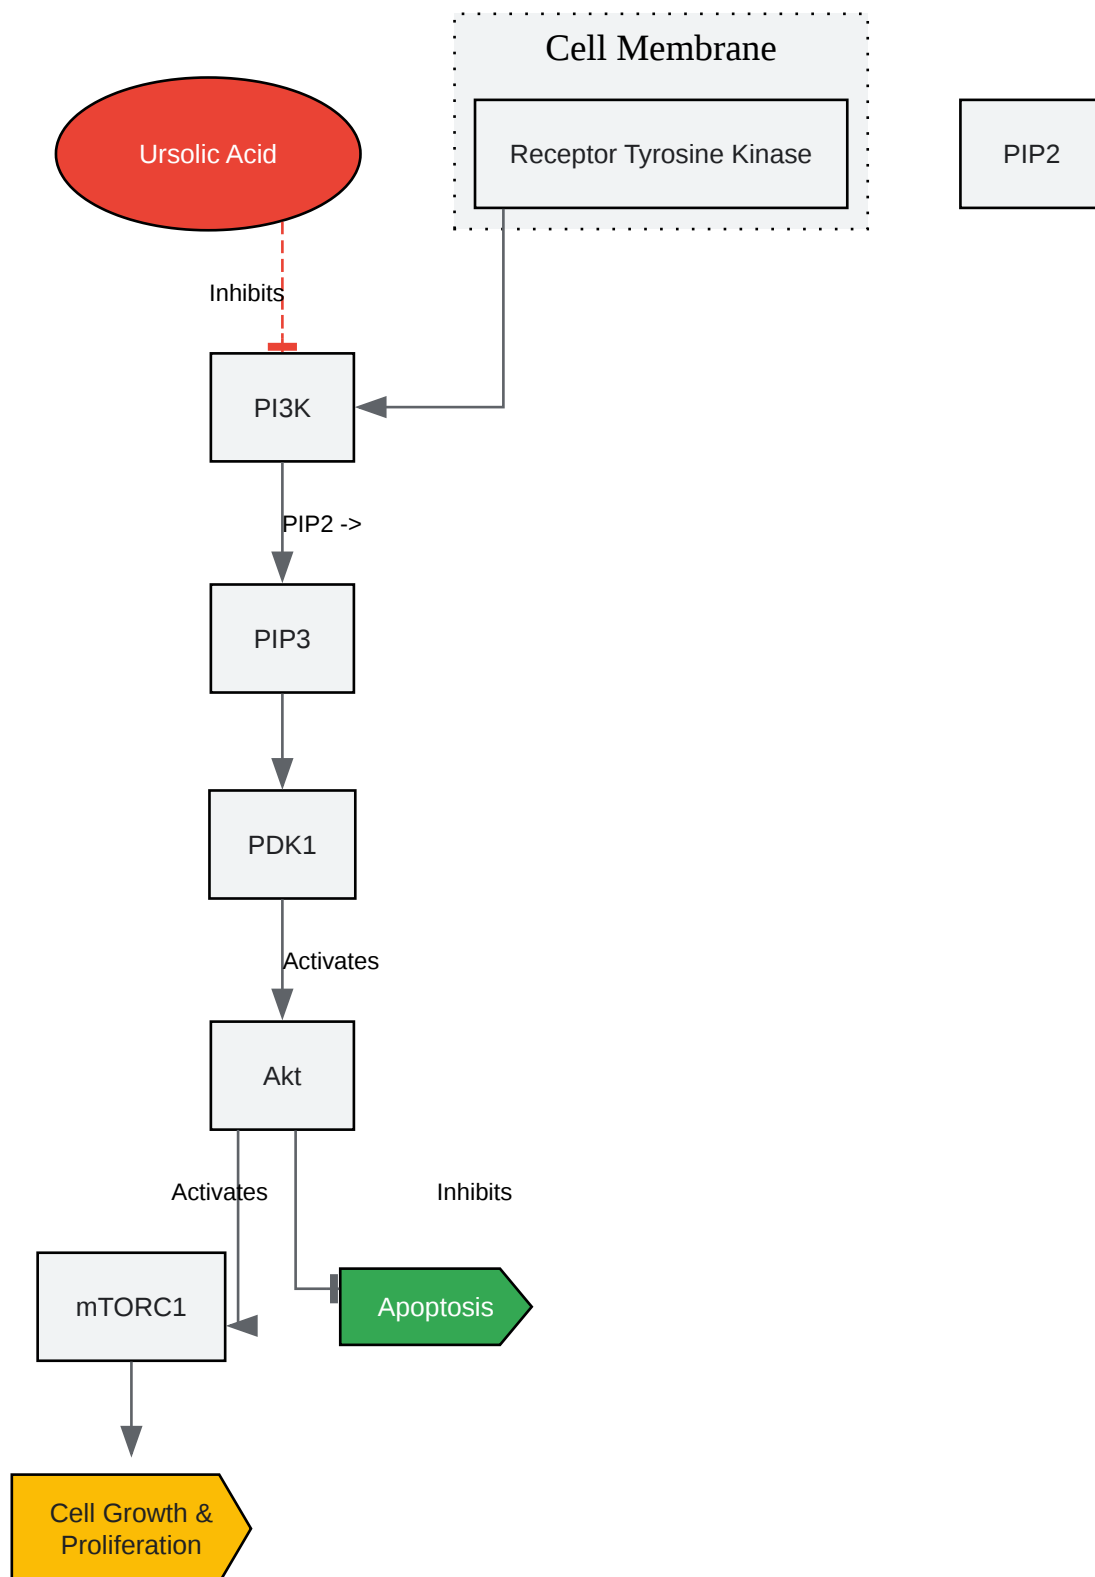 Cell Membrane
Ursolic Acid
Receptor Tyrosine Kinase
PIP2
Inhibits
PI3K
PIP2 ->
PIP3
PDK1
Activates
Akt
Activates
Inhibits
mTORC1
Apoptosis
Cell Growth &
Proliferation